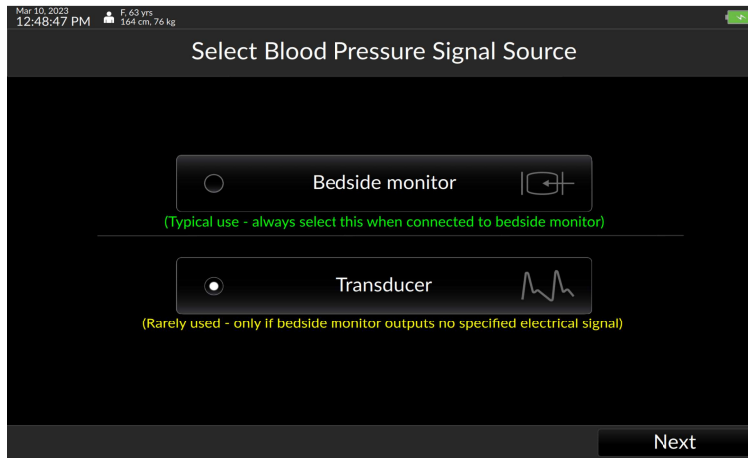 Mar 10, 2023
12:48:47 PM
F, 63 yrs
164 cm, 76 kg
Select Blood Pressure Signal Source
Bedside monitor
(Typical use - always select this when connected to bedside monitor)
Transducer
(Rarely used - only if bedside monitor outputs no specified electrical signal)
Next